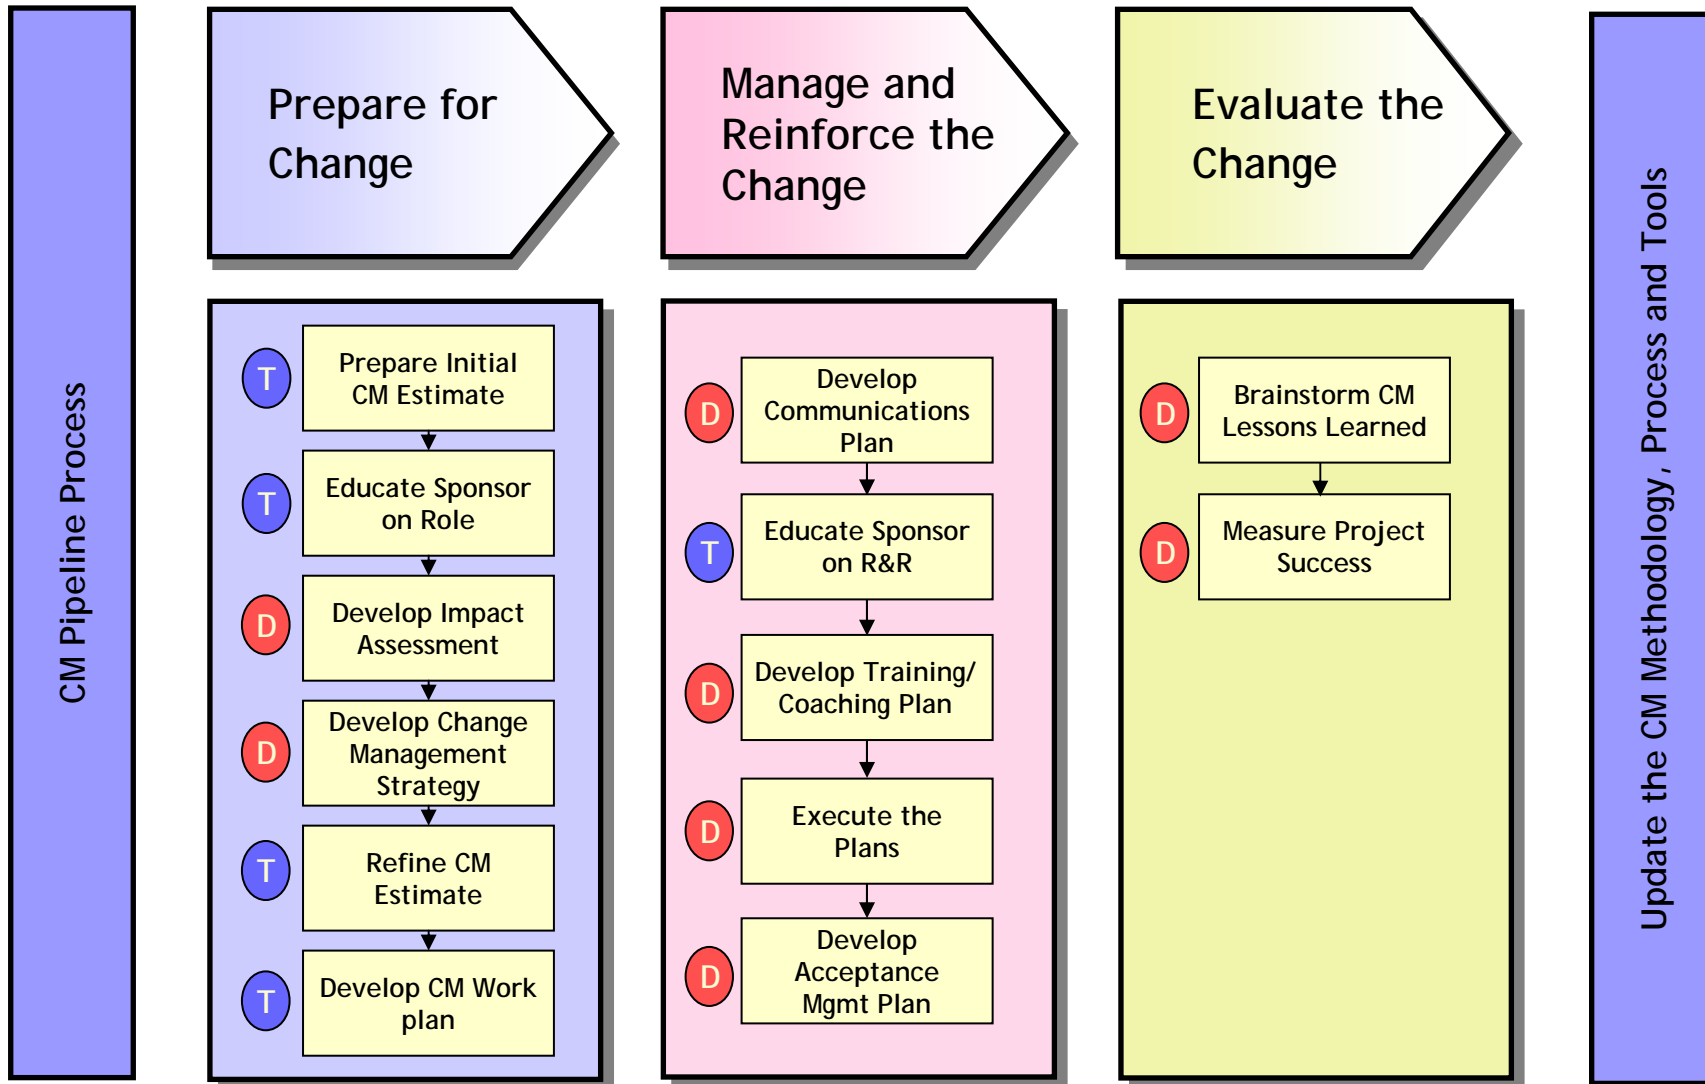 CM Pipeline Process
Prepare for
Change
T
Prepare Initial
CM Estimate
T
Educate Sponsor
on Role
D
Develop Impact
Assessment
D
Develop Change
Management
Strategy
T
Refine CM
Estimate
T
Develop CM Work
plan
Manage and
Reinforce the
Change
D
Develop
Communications
Plan
T
Educate Sponsor
on R&R
D
Develop Training/
Coaching Plan
D
Execute the
Plans
D
Develop
Acceptance
Mgmt Plan
Evaluate the
Change
D
Brainstorm CM
Lessons Learned
D
Measure Project
Success
Update the CM Methodology, Process and Tools